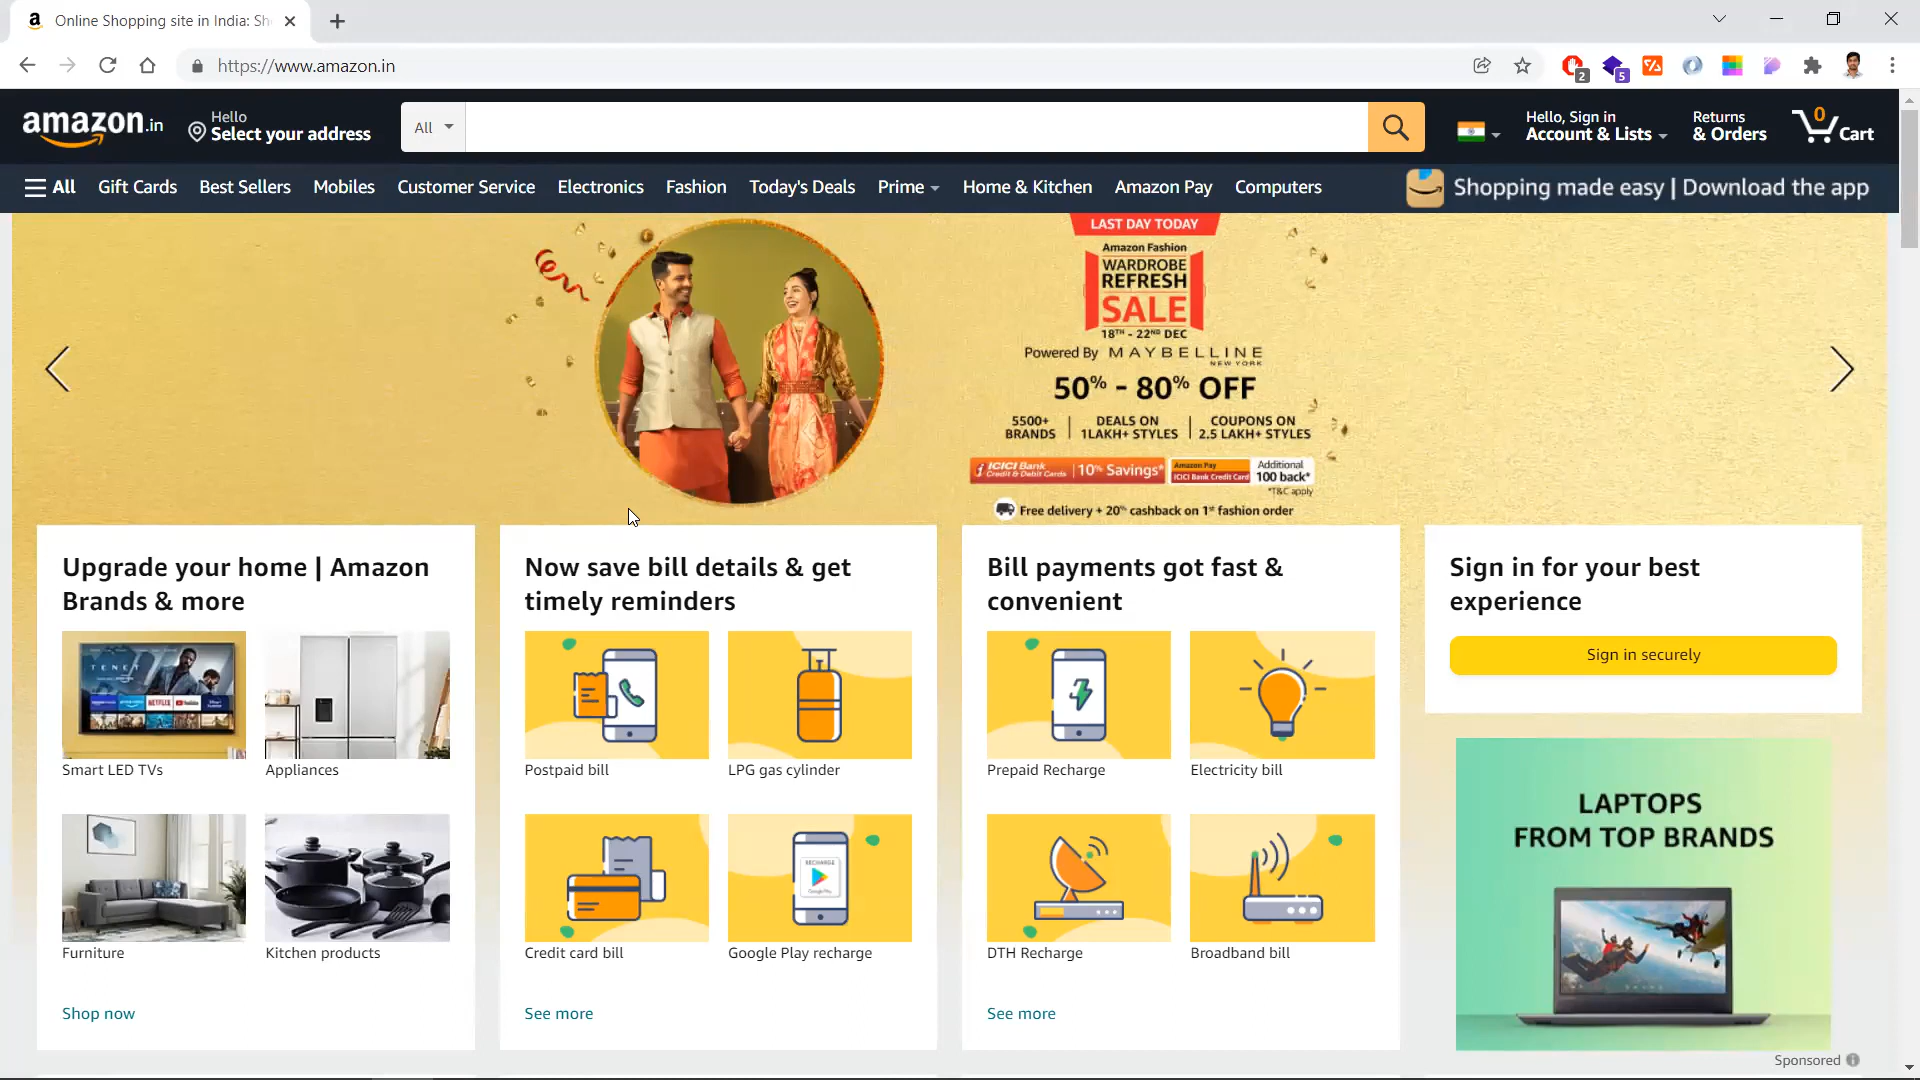 Online Shopping site in India: Sh
https://www.amazon.in
2
5
amazon.in
Hello
Select your address
All
Hello, Sign in
Account & Lists
Returns
& Orders
0
Cart
All
Gift Cards
Best Sellers
Mobiles
Customer Service
Electronics
Fashion
Today's Deals
Prime
Home & Kitchen
Amazon Pay
Computers
Shopping made easy | Download the app
LAST DAY TODAY
Amazon Fashion
WARDROBE
REFRESH
SALE
18TH - 22ND DEC
Powered By MAYBELLINE
NEW YORK
50% - 80% OFF
5500+
BRANDS
DEALS ON
1LAKH+ STYLES
COUPONS ON
2.5 LAKH+ STYLES
ICICI Bank
Credit & Debit Cards
10% Savings*
Amazon Pay
ICICI Bank Credit Card
Additional
100 back*
*T&C apply
Free delivery + 20% cashback on 1st fashion order
Upgrade your home | Amazon
Brands & more
TENET
NETFLIX
YouTube
Smart LED TVs
Appliances
Furniture
Kitchen products
Shop now
Now save bill details & get
timely reminders
Postpaid bill
LPG gas cylinder
RECHARGE
Google Play
Credit card bill
Google Play recharge
See more
Bill payments got fast &
convenient
Prepaid Recharge
Electricity bill
DTH Recharge
Broadband bill
See more
Sign in for your best
experience
Sign in securely
LAPTOPS
FROM TOP BRANDS
Sponsored